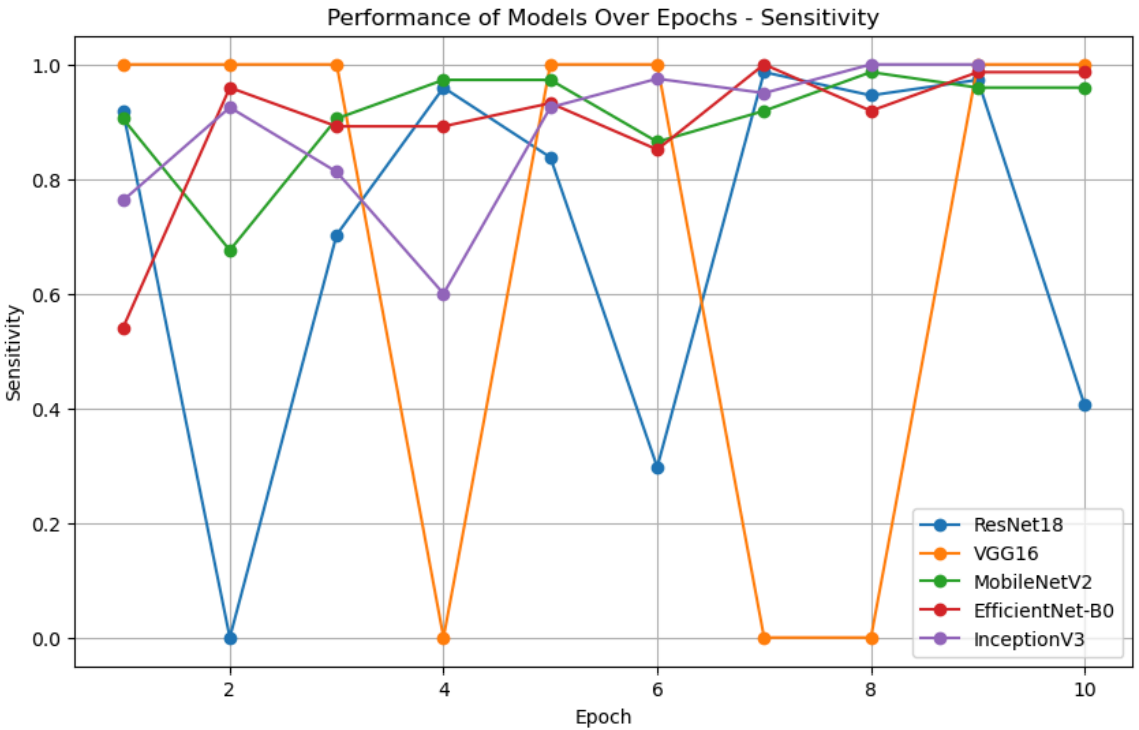 Performance of Models Over Epochs - Sensitivity
1.0
0.8
0.6
0.4
0.2
0.0
Sensitivity
ResNet18
VGG16
MobileNetV2
EfficientNet-B0
InceptionV3
2
4
6
8
10
Epoch